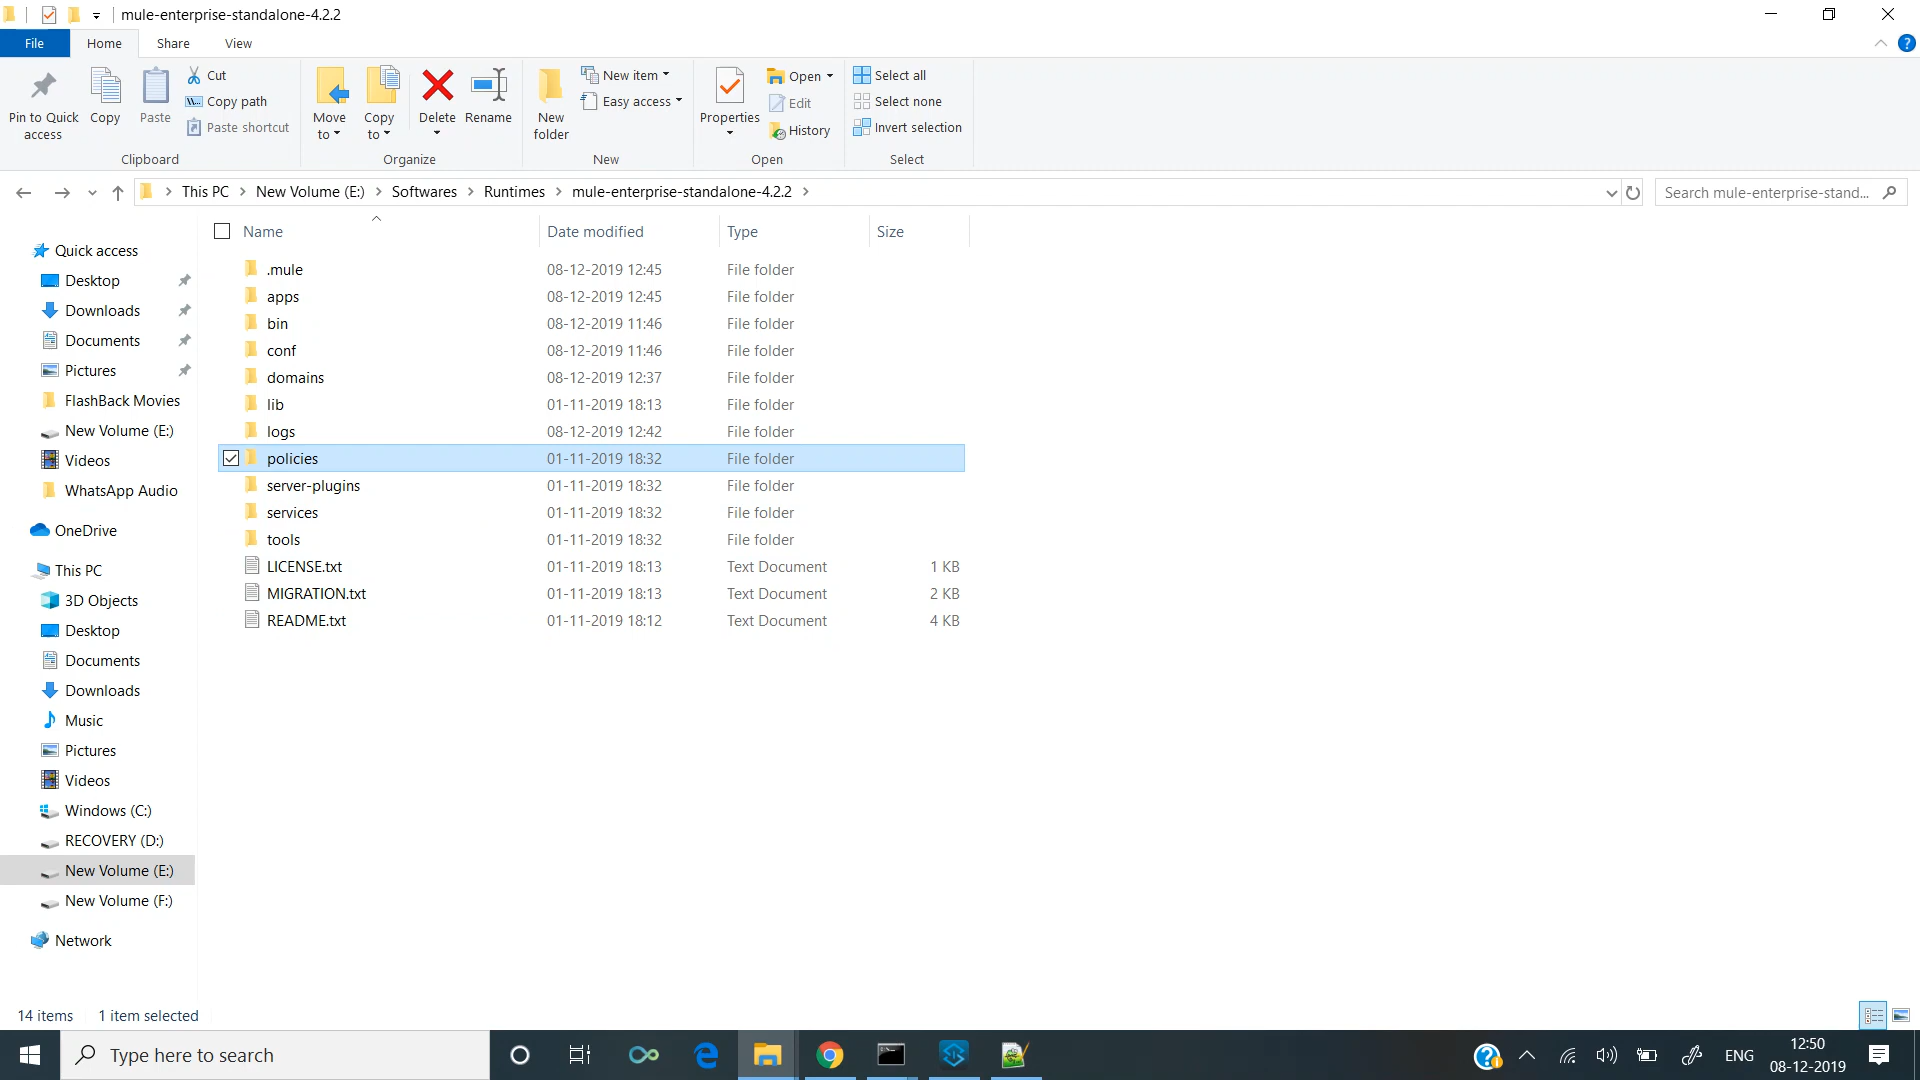 mule-enterprise-standalone-4.2.2
File Home Share View
Pin to Quick access
Copy
Paste
Cut
Copy path
Paste shortcut
Clipboard
Move to
Copy to
Delete
Rename
Organize
New folder
New item
Easy access
New
Properties
Open
Edit
History
Open
Select all
Select none
Invert selection
Select
This PC New Volume (E:) Softwares Runtimes mule-enterprise-standalone-4.2.2
Search mule-enterprise-stand...
Quick access
Desktop
Downloads
Documents
Pictures
FlashBack Movies
New Volume (E:)
Videos
WhatsApp Audio
OneDrive
This PC
3D Objects
Desktop
Documents
Downloads
Music
Pictures
Videos
Windows (C:)
RECOVERY (D:)
New Volume (E:)
New Volume (F:)
Network
Name Date modified Type Size
.mule 08-12-2019 12:45 File folder
apps 08-12-2019 12:45 File folder
bin 08-12-2019 11:46 File folder
conf 08-12-2019 11:46 File folder
domains 08-12-2019 12:37 File folder
lib 01-11-2019 18:13 File folder
logs 08-12-2019 12:42 File folder
policies 01-11-2019 18:32 File folder
server-plugins 01-11-2019 18:32 File folder
services 01-11-2019 18:32 File folder
tools 01-11-2019 18:32 File folder
LICENSE.txt 01-11-2019 18:13 Text Document 1 KB
MIGRATION.txt 01-11-2019 18:13 Text Document 2 KB
README.txt 01-11-2019 18:12 Text Document 4 KB
14 items 1 item selected
Type here to search
ENG
12:50
08-12-2019